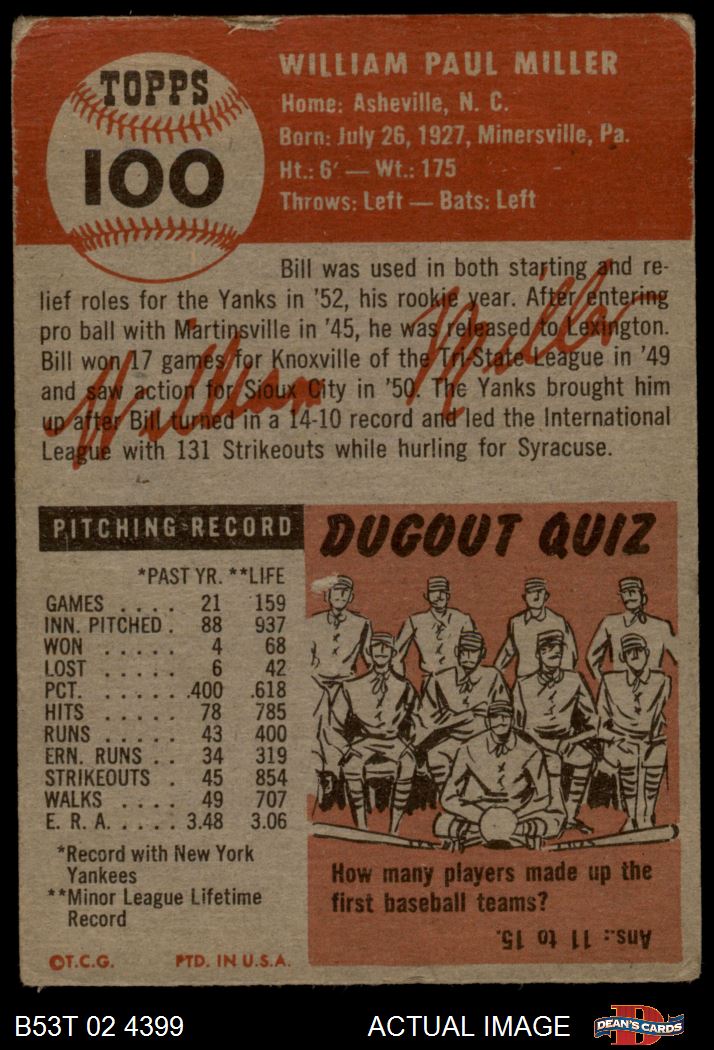 TOPPS
100
WILLIAM PAUL MILLER
Home: Asheville, N. C.
Born: July 26, 1927, Minersville, Pa.
Ht.: 6′ — Wt.: 175
Throws: Left — Bats: Left
Bill was used in both starting and re-
lief roles for the Yanks in '52, his rookie year. After entering
pro ball with Martinsville in '45, he was released to Lexington.
Bill won 17 games for Knoxville of the Tri-State League in '49
and saw action for Sioux City in '50. The Yanks brought him
up after Bill turned in a 14-10 record and led the International
League with 131 Strikeouts while hurling for Syracuse.
William Miller
PITCHING RECORD
*PAST YR. **LIFE
GAMES . . . . 21 159
INN. PITCHED . 88 937
WON . . . . . 4 68
LOST . . . . . 6 42
PCT. . . . . . .400 .618
HITS . . . . . 78 785
RUNS . . . . . 43 400
ERN. RUNS . . 34 319
STRIKEOUTS . 45 854
WALKS . . . . 49 707
E. R. A. . . . . 3.48 3.06
*Record with New York
Yankees
**Minor League Lifetime
Record
©T.C.G. PTD. IN U.S.A.
DUGOUT QUIZ
How many players made up the
first baseball teams?
Ans.: 11 to 15.
B53T 02 4399 ACTUAL IMAGE
D
DEAN'S CARDS